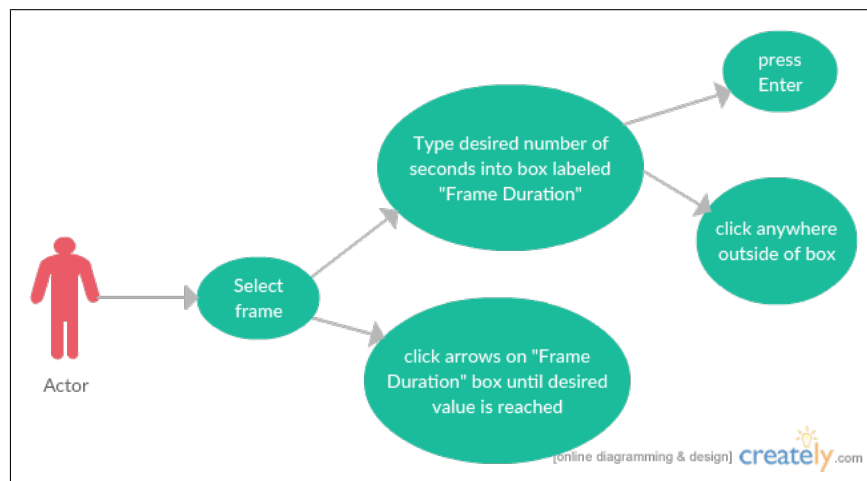 press
Enter
Type desired number of
seconds into box labeled
"Frame Duration"
click anywhere
outside of box
Select
frame
Actor
click arrows on "Frame
Duration" box until desired
value is reached
[online diagramming & design] creately.com